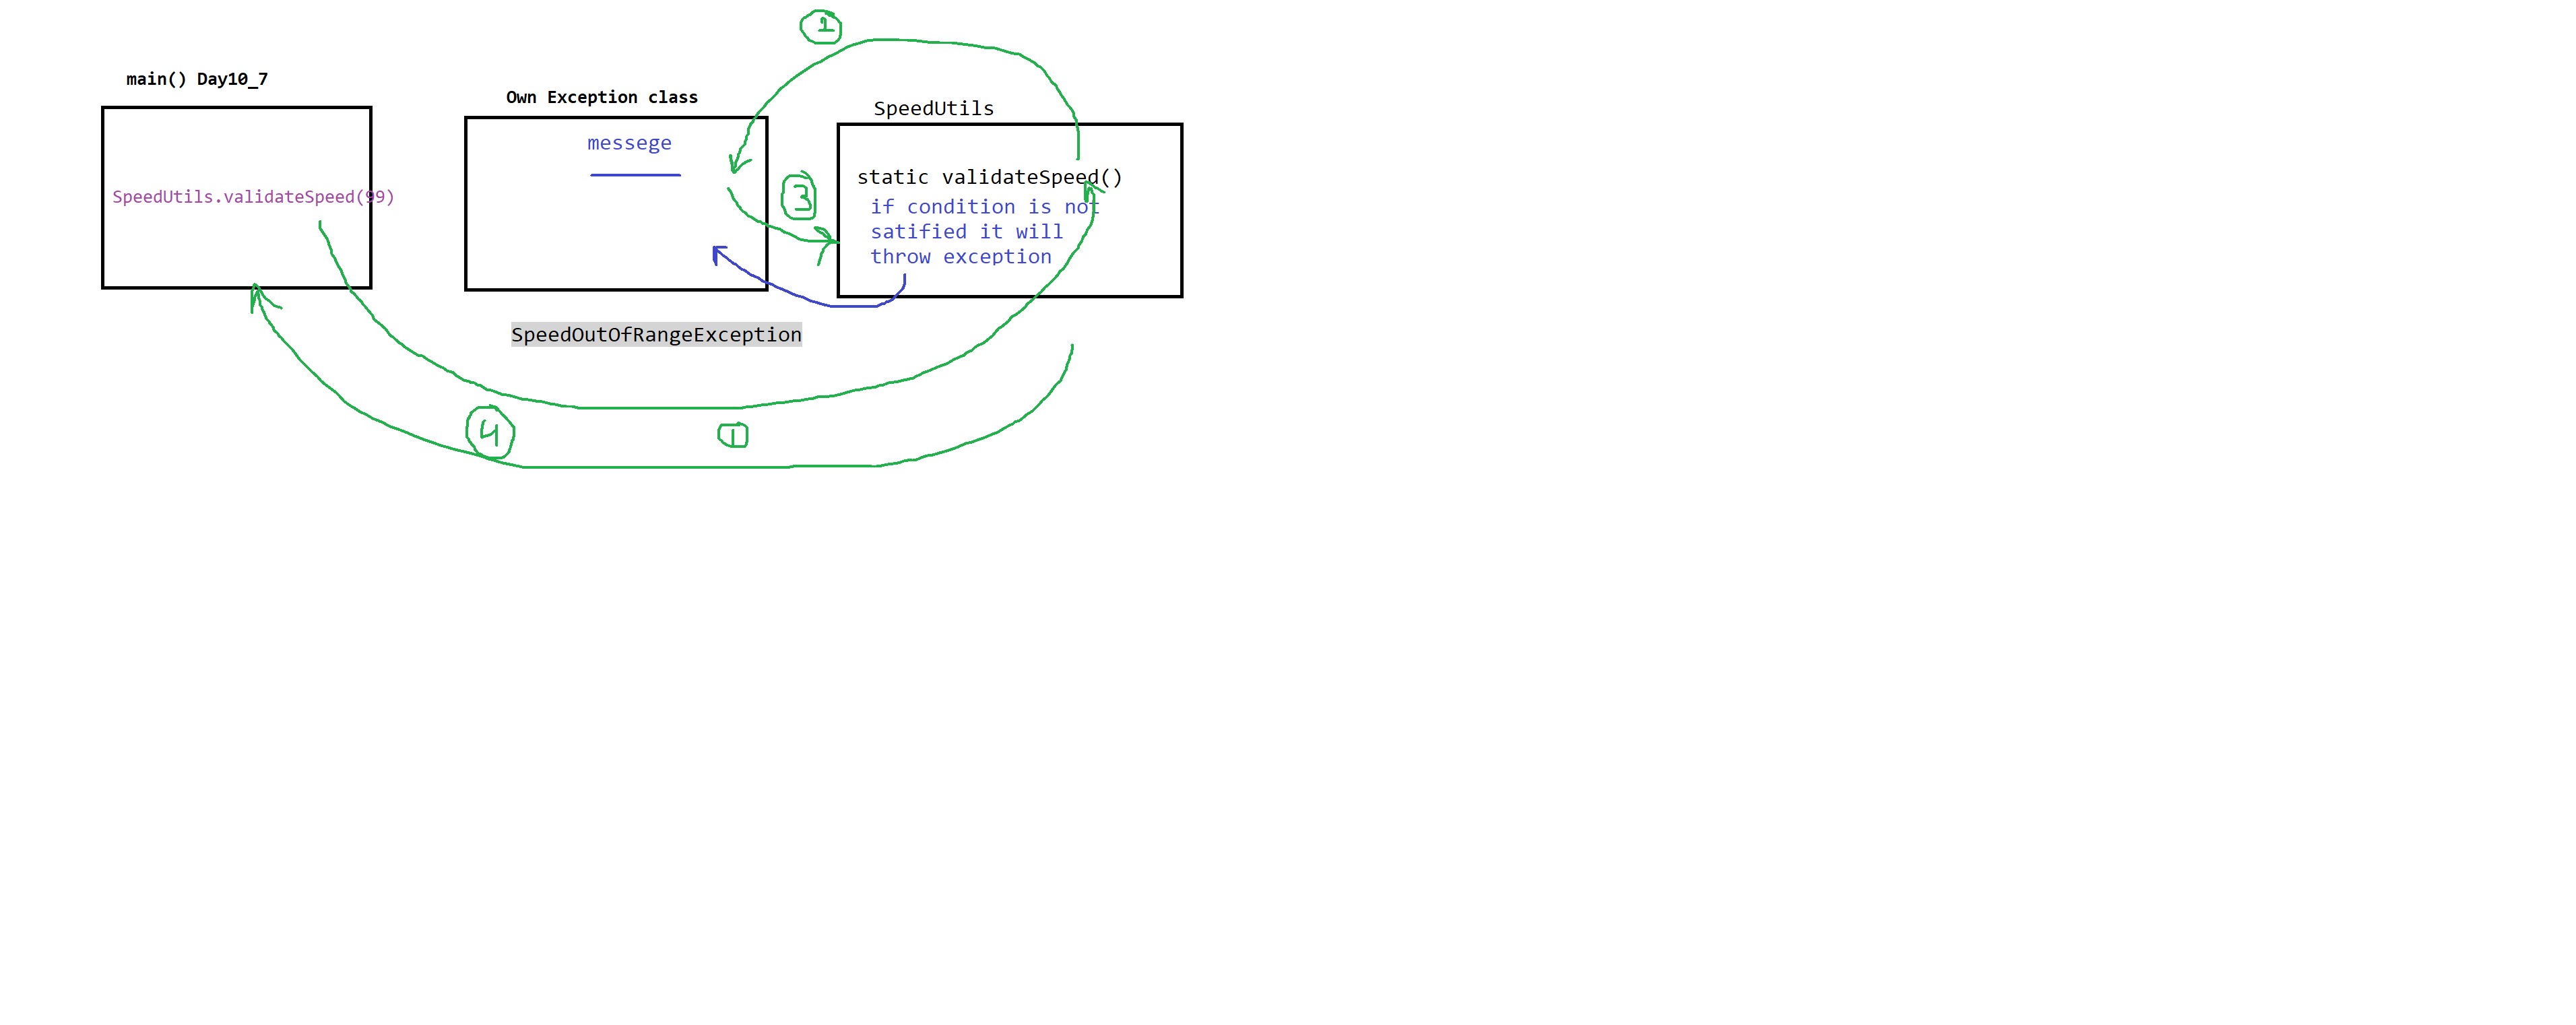 1
main() Day10_7
Own Exception class
SpeedUtils
messege
static validateSpeed()
SpeedUtils.validateSpeed(99)
3
if condition is not
satified it will
throw exception
SpeedOutOfRangeException
4
1